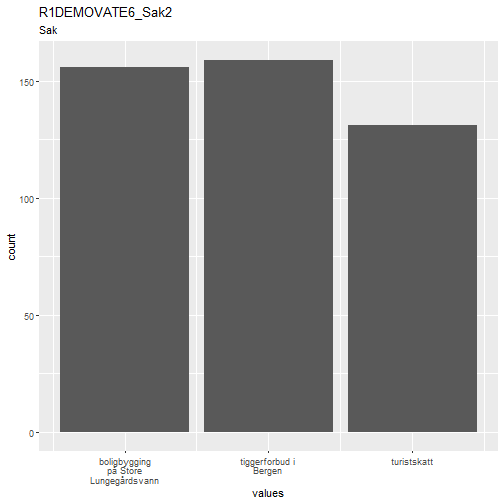 R1DEMOVATE6_Sak2
Sak
150
100
50
0
count
boligbygging
på Store
Lungegårdsvann
tiggerforbud i
Bergen
turistskatt
values